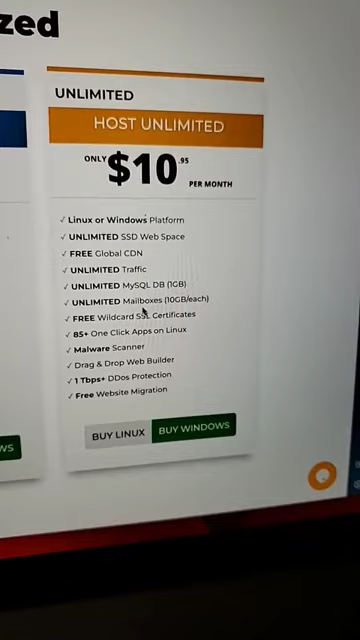 zed
UNLIMITED
HOST UNLIMITED
ONLY $10 .95
PER MONTH
✓ Linux or Windows Platform
✓ UNLIMITED SSD Web Space
✓ FREE Global CDN
✓ UNLIMITED Traffic
✓ UNLIMITED MySQL DB (1GB)
✓ UNLIMITED Mailboxes (10GB/each)
✓ FREE Wildcard SSL Certificates
✓ 85+ One Click Apps on Linux
✓ Malware Scanner
✓ Drag & Drop Web Builder
✓ 1 Tbps+ DDos Protection
✓ Free Website Migration
WS BUY LINUX BUY WINDOWS